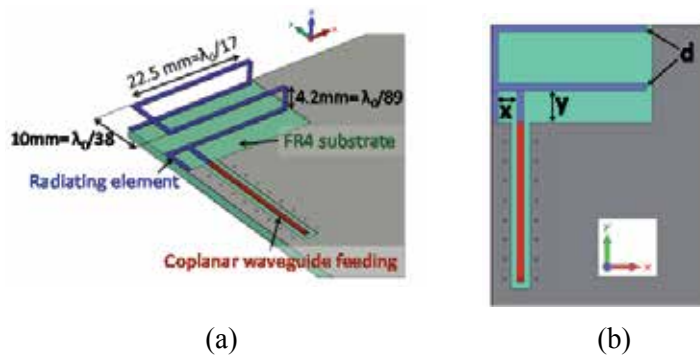 22.5 mm=λ0/17
4.2mm=λ0/89
10mm=λ0/38
FR4 substrate
Radiating element
Coplanar waveguide feeding
(a)
d
x
y
Y
X
(b)